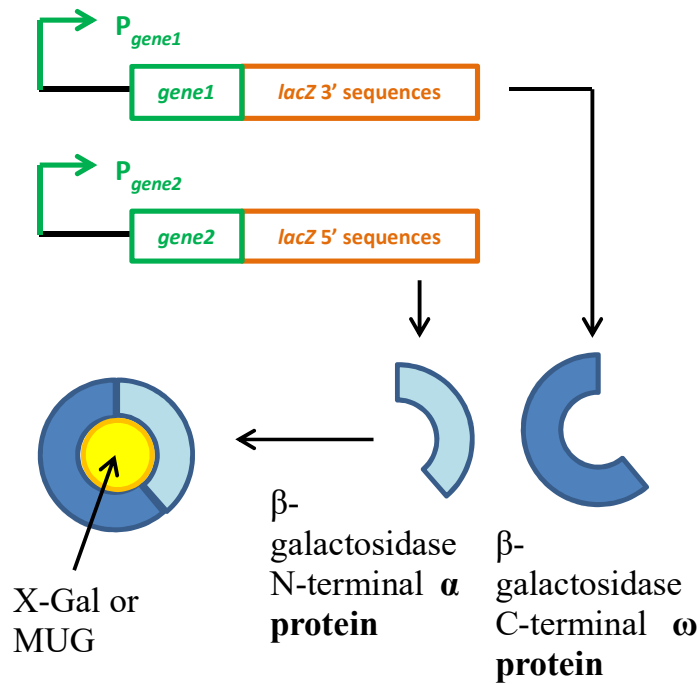 Pgene1
gene1 lacZ 3’ sequences
Pgene2
gene2 lacZ 5’ sequences
β-
galactosidase
N-terminal α
protein
β-
galactosidase
C-terminal ω
protein
X-Gal or
MUG